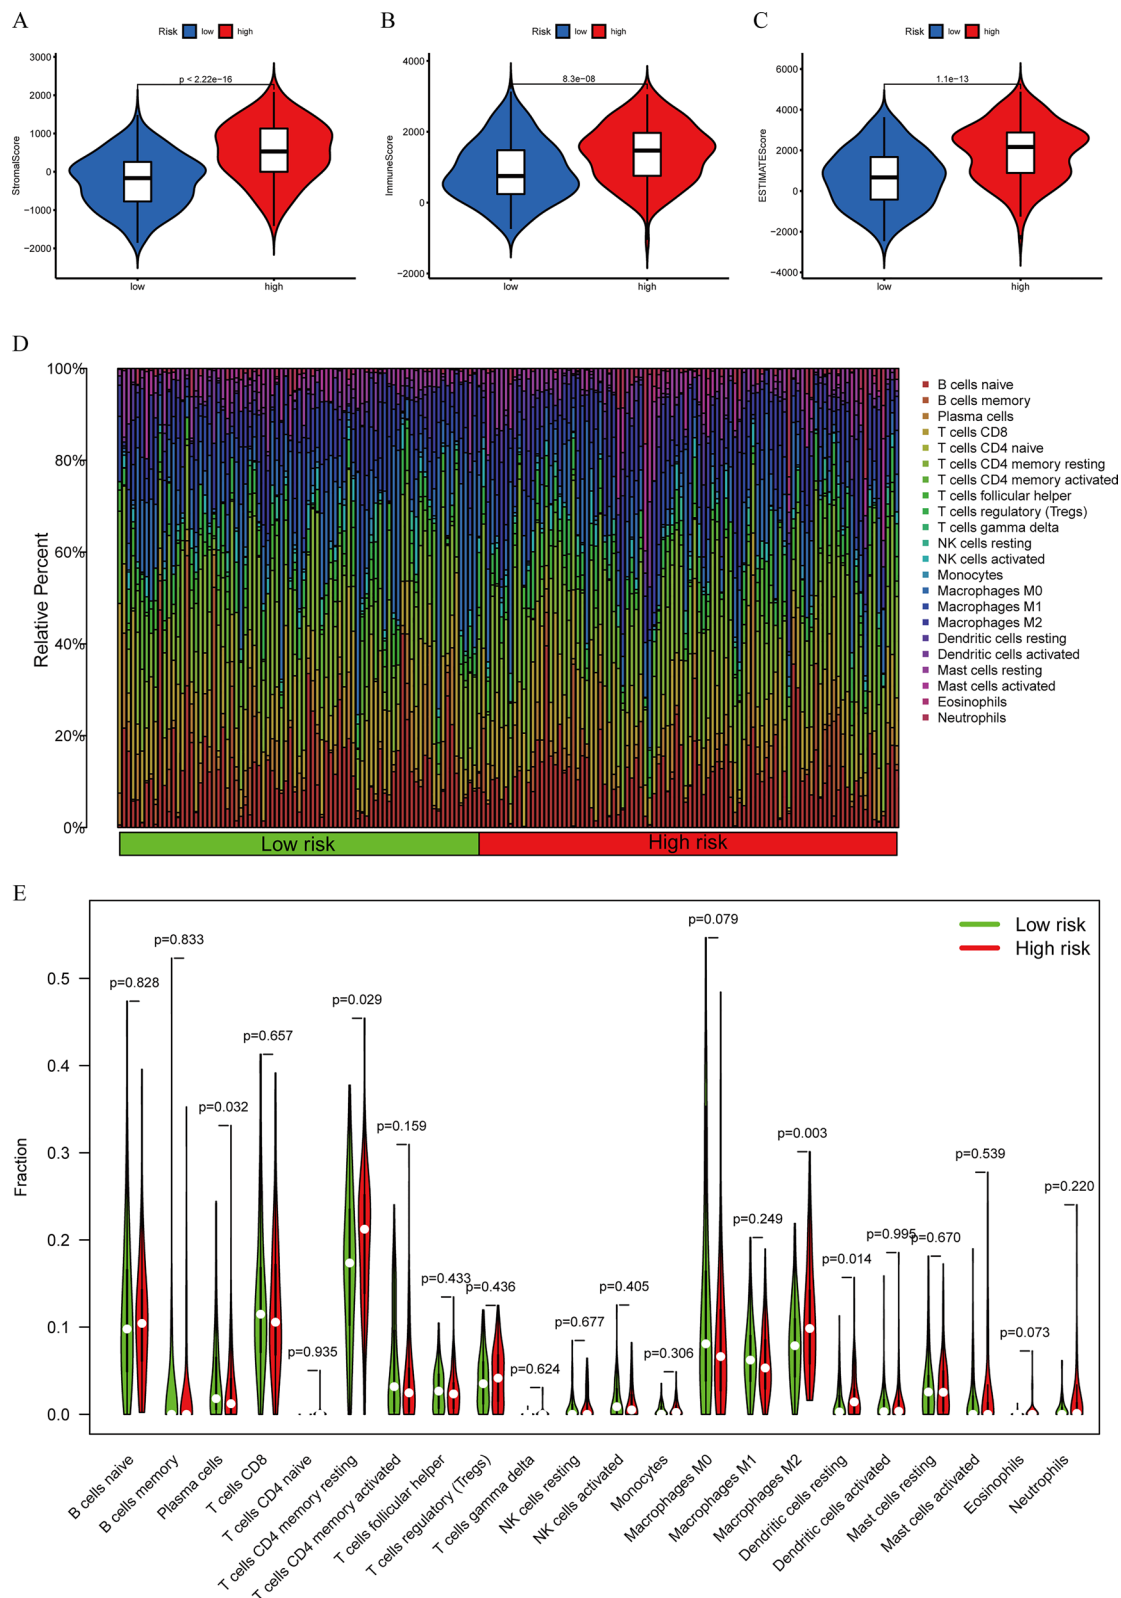 A
B
C
Risk low high
Risk low high
Risk low high
StromalScore
3000
2000
1000
0
−1000
−2000
p < 2.22e−16
low
high
ImmuneScore
4000
2000
0
−2000
8.3e−08
low
high
ESTIMATEScore
6000
4000
2000
0
−2000
−4000
1.1e−13
low
high
D
Relative Percent
100%
80%
60%
40%
20%
0%
Low risk
High risk
B cells naive
B cells memory
Plasma cells
T cells CD8
T cells CD4 naive
T cells CD4 memory resting
T cells CD4 memory activated
T cells follicular helper
T cells regulatory (Tregs)
T cells gamma delta
NK cells resting
NK cells activated
Monocytes
Macrophages M0
Macrophages M1
Macrophages M2
Dendritic cells resting
Dendritic cells activated
Mast cells resting
Mast cells activated
Eosinophils
Neutrophils
E
Low risk
High risk
Fraction
0.5
0.4
0.3
0.2
0.1
0.0
p=0.828
p=0.833
p=0.032
p=0.657
p=0.935
p=0.029
p=0.159
p=0.433
p=0.436
p=0.624
p=0.677
p=0.405
p=0.306
p=0.079
p=0.249
p=0.003
p=0.014
p=0.995
p=0.670
p=0.539
p=0.073
p=0.220
B cells naive
B cells memory
Plasma cells
T cells CD8
T cells CD4 naive
T cells CD4 memory resting
T cells CD4 memory activated
T cells follicular helper
T cells regulatory (Tregs)
T cells gamma delta
NK cells resting
NK cells activated
Monocytes
Macrophages M0
Macrophages M1
Macrophages M2
Dendritic cells resting
Dendritic cells activated
Mast cells resting
Mast cells activated
Eosinophils
Neutrophils